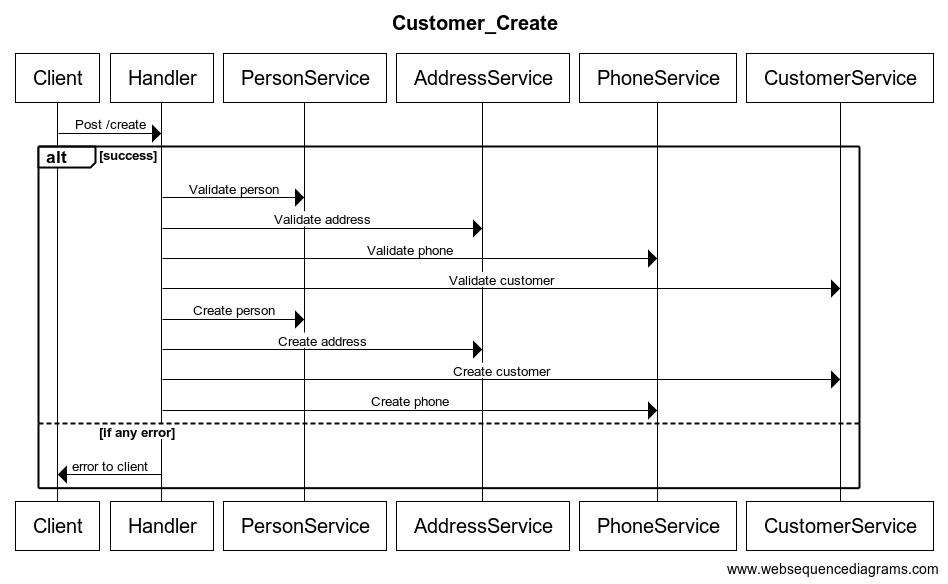 Customer_Create
Client Handler PersonService AddressService PhoneService CustomerService
Post /create
alt [success]
Validate person
Validate address
Validate phone
Validate customer
Create person
Create address
Create customer
Create phone
[if any error]
error to client
Client Handler PersonService AddressService PhoneService CustomerService
www.websequencediagrams.com